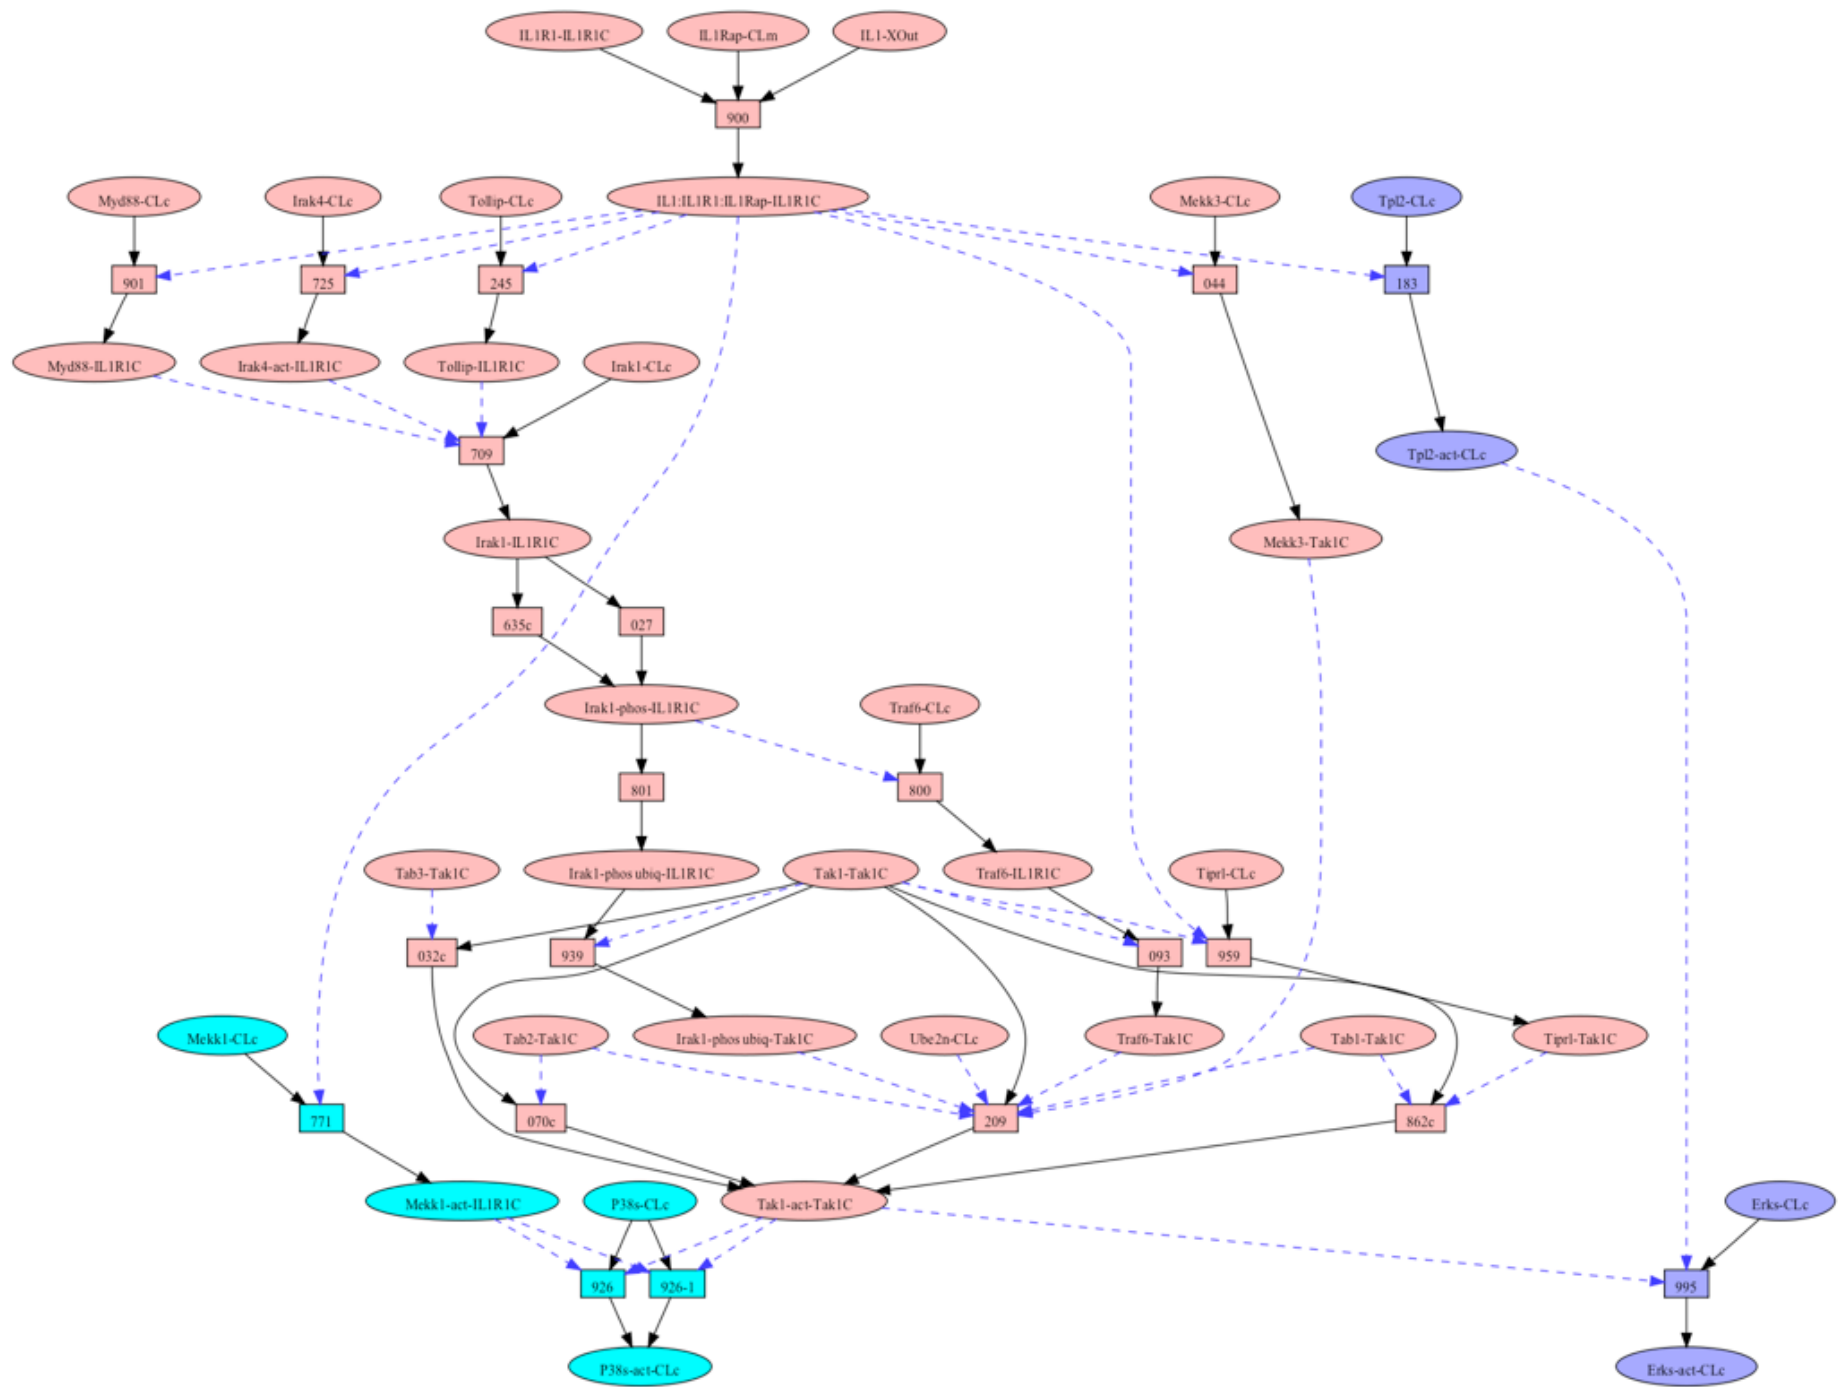 IL1R1-IL1R1C
IL1Rap-CLm
IL1-XOut
900
Myd88-CLc
Irak4-CLc
Tollip-CLc
IL1:IL1R1:IL1Rap-IL1R1C
Mekk3-CLc
Tpl2-CLc
901
725
245
044
183
Myd88-IL1R1C
Irak4-act-IL1R1C
Tollip-IL1R1C
Irak1-CLc
709
Tpl2-act-CLc
Irak1-IL1R1C
Mekk3-Tak1C
635c
027
Irak1-phos-IL1R1C
Traf6-CLc
801
800
Tab3-Tak1C
Irak1-phos ubiq-IL1R1C
Tak1-Tak1C
Traf6-IL1R1C
Tiprl-CLc
032c
939
093
959
Mekk1-CLc
Tab2-Tak1C
Irak1-phos ubiq-Tak1C
Ube2n-CLc
Traf6-Tak1C
Tab1-Tak1C
Tiprl-Tak1C
771
070c
209
862c
Mekk1-act-IL1R1C
P38s-CLc
Tak1-act-Tak1C
Erks-CLc
926
926-1
995
P38s-act-CLc
Erks-act-CLc